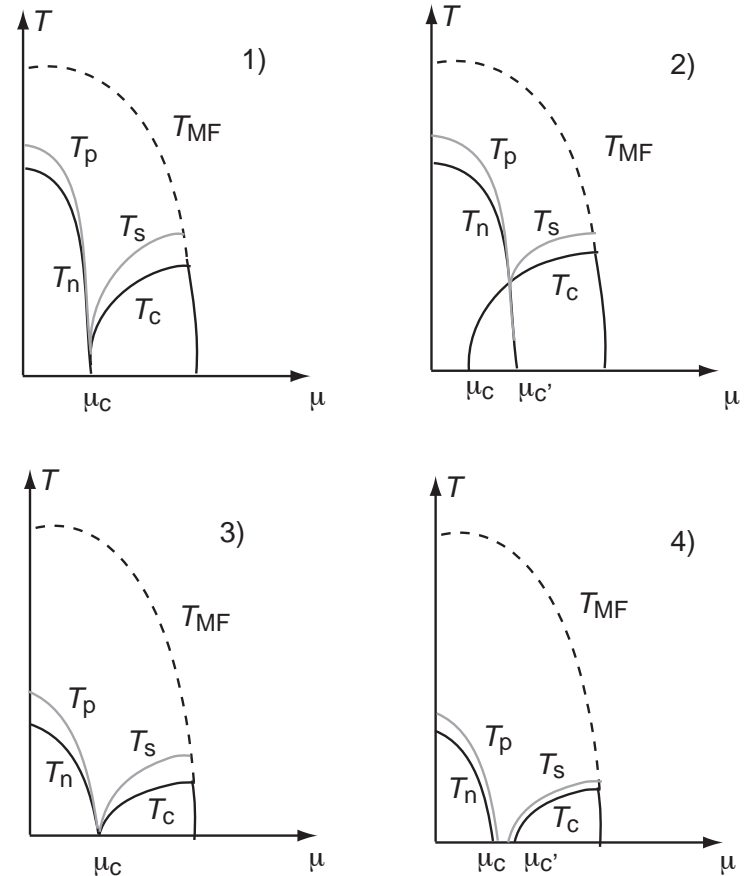 T
1)
T_MF
T_p
T_s
T_n
T_c
μ_c
μ
T
2)
T_MF
T_p
T_n
T_s
T_c
μ_c
μ_c’
μ
T
3)
T_MF
T_p
T_s
T_n
T_c
μ_c
μ
T
4)
T_MF
T_p
T_s
T_n
T_c
μ_c
μ_c’
μ